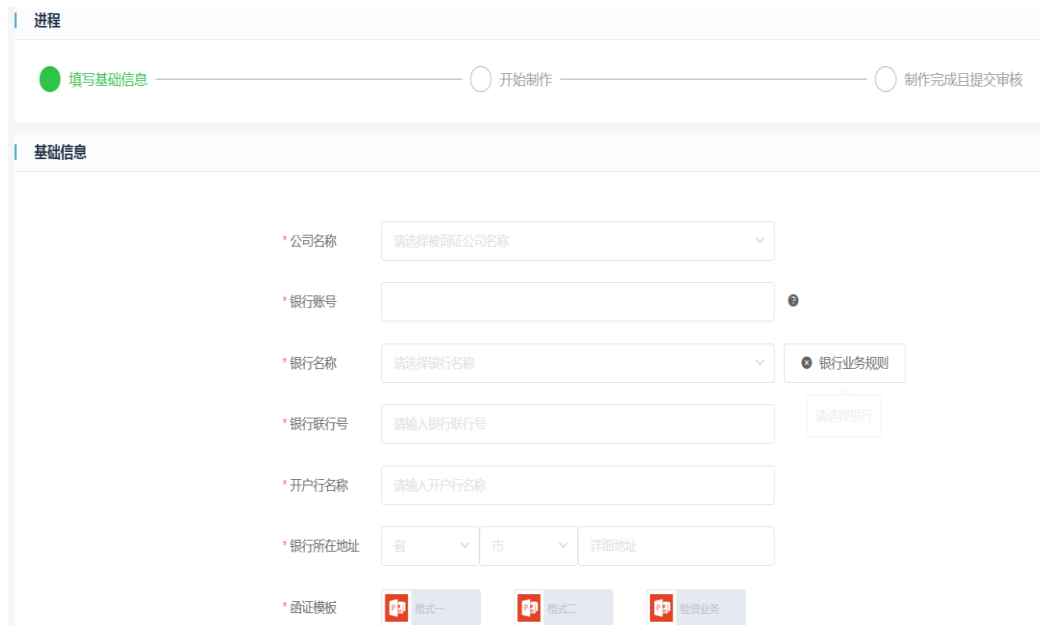 进程
填写基础信息
开始制作
制作完成且提交审核
基础信息
* 公司名称
请选择被询证公司名称
* 银行账号
* 银行名称
请选择银行名称
银行业务规则
请选择银行
* 银行联行号
请输入银行联行号
* 开户行名称
请输入开户行名称
* 银行所在地址
省
市
详细地址
* 函证模板
格式一
格式二
验资业务